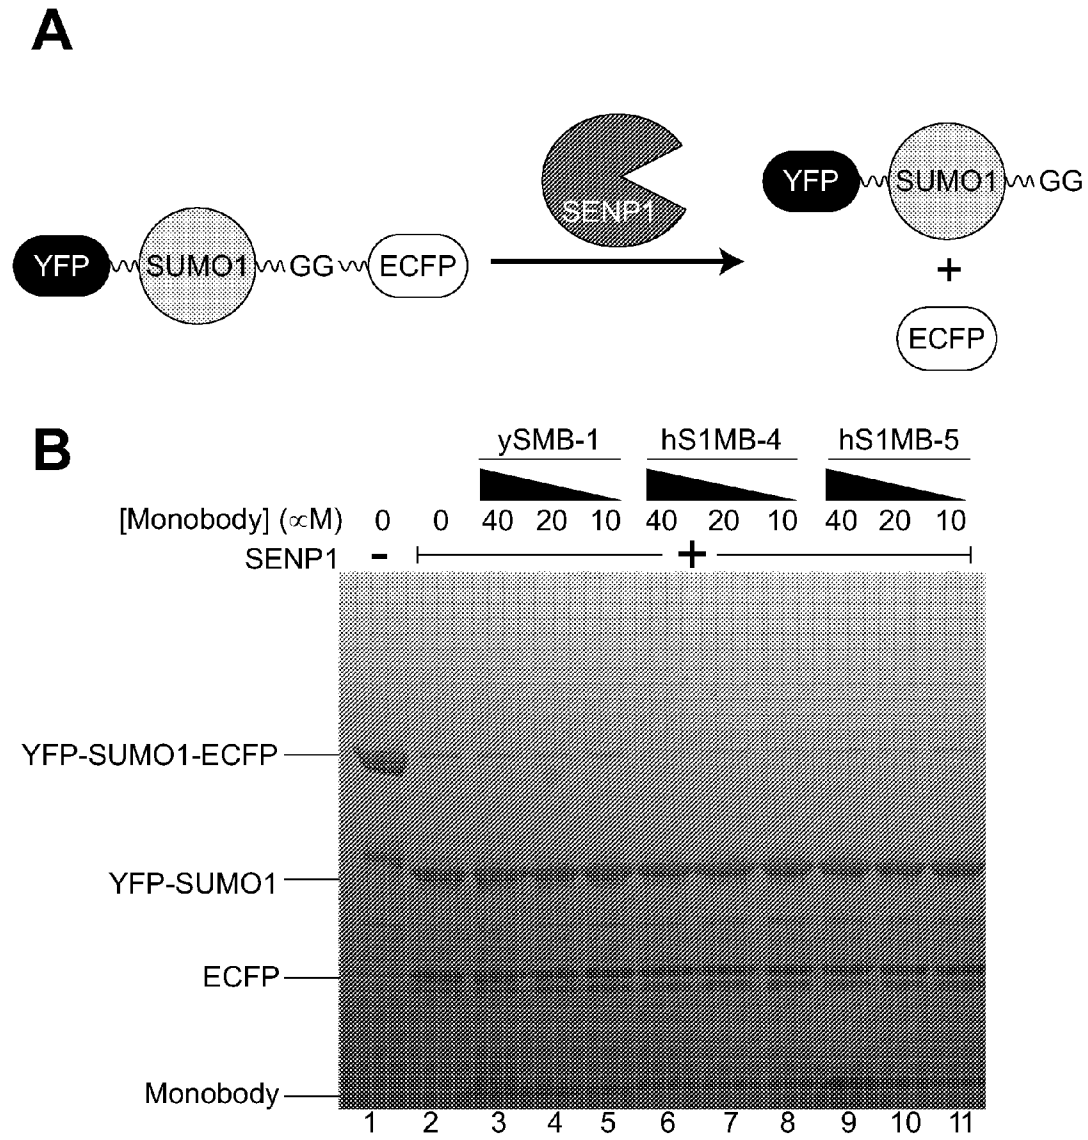 A
YFP SUMO1 GG ECFP
SENP1
YFP SUMO1 GG
+
ECFP
B
ySMB-1 hS1MB-4 hS1MB-5
[Monobody] (∝M) 0 0 40 20 10 40 20 10 40 20 10
SENP1 - +
YFP-SUMO1-ECFP
YFP-SUMO1
ECFP
Monobody
1 2 3 4 5 6 7 8 9 10 11